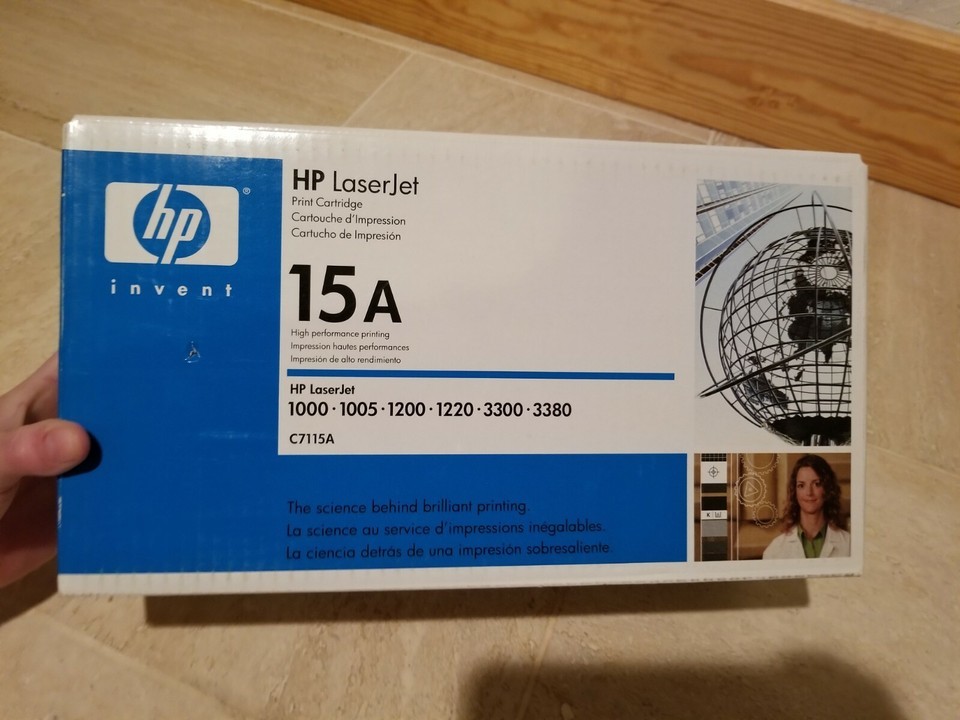 hp®
invent
HP LaserJet
Print Cartridge
Cartouche d'Impression
Cartucho de Impresión
15A
High performance printing
Impression hautes performances
Impresión de alto rendimiento
HP LaserJet
1000 · 1005 · 1200 · 1220 · 3300 · 3380
C7115A
The science behind brilliant printing.
La science au service d'impressions inégalables.
La ciencia detrás de una impresión sobresaliente.